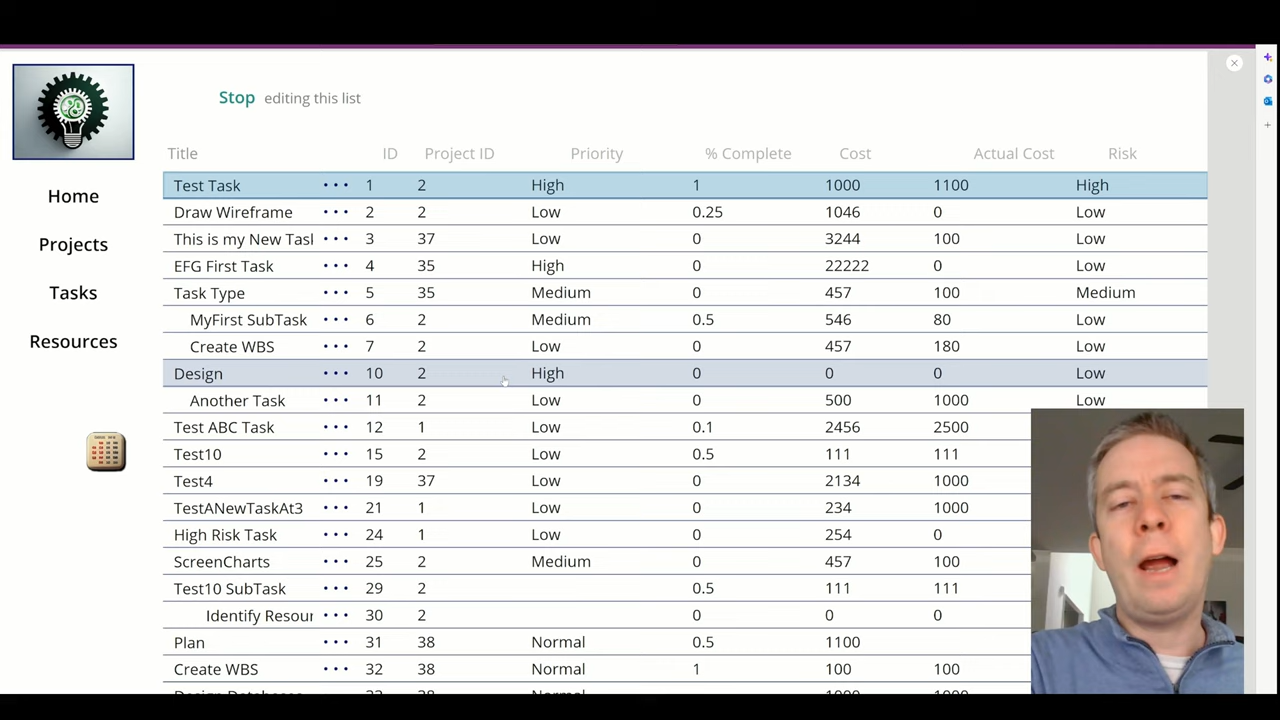 Stop editing this list
Title ID Project ID Priority % Complete Cost Actual Cost Risk
Test Task ••• 1 2 High 1 1000 1100 High
Home
Draw Wireframe ••• 2 2 Low 0.25 1046 0 Low
This is my New Tas ••• 3 37 Low 0 3244 100 Low
Projects
EFG First Task ••• 4 35 High 0 22222 0 Low
Tasks
Task Type ••• 5 35 Medium 0 457 100 Medium
MyFirst SubTask ••• 6 2 Medium 0.5 546 80 Low
Resources
Create WBS ••• 7 2 Low 0 457 180 Low
Design ••• 10 2 High 0 0 0 Low
Another Task ••• 11 2 Low 0 500 1000 Low
Test ABC Task ••• 12 1 Low 0.1 2456 2500
Test10 ••• 15 2 Low 0.5 111 111
Test4 ••• 19 37 Low 0 2134 1000
TestANewTaskAt3 ••• 21 1 Low 0 234 1000
High Risk Task ••• 24 1 Low 0 254 0
ScreenCharts ••• 25 2 Medium 0 457 100
Test10 SubTask ••• 29 2 0.5 111 111
Identify Resour ••• 30 2 0 0 0
Plan ••• 31 38 Normal 0.5 1100
Create WBS ••• 32 38 Normal 1 100 100